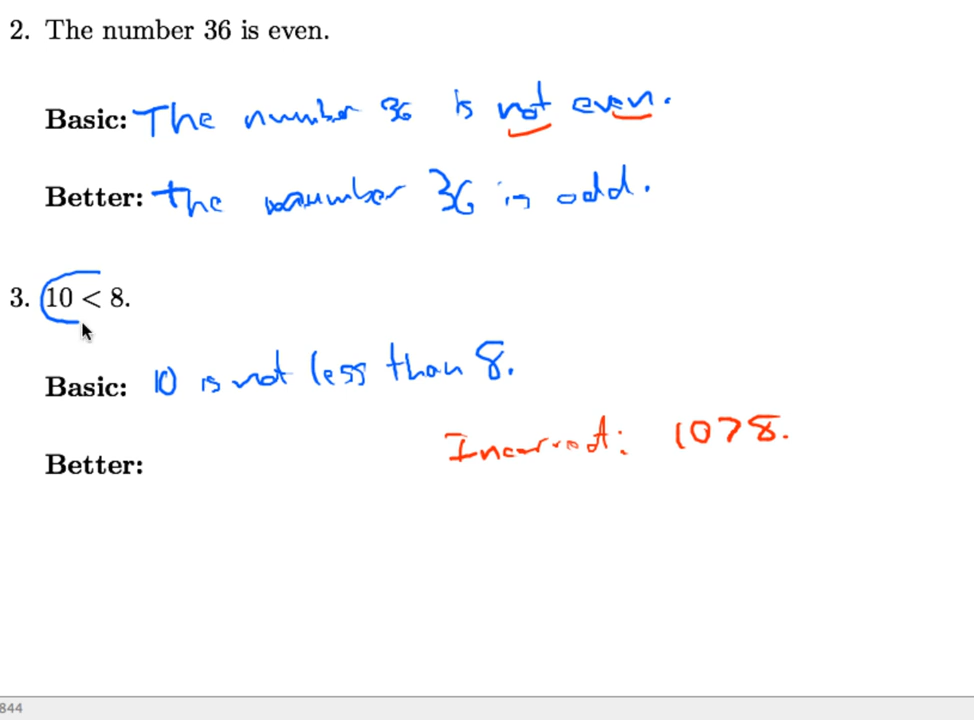 2. The number 36 is even.
Basic: The number 36 is not even.
Better: The number 36 is odd.
3. 10 < 8.
Basic: 10 is not less than 8.
Incorrect: 10 > 8.
Better:
844